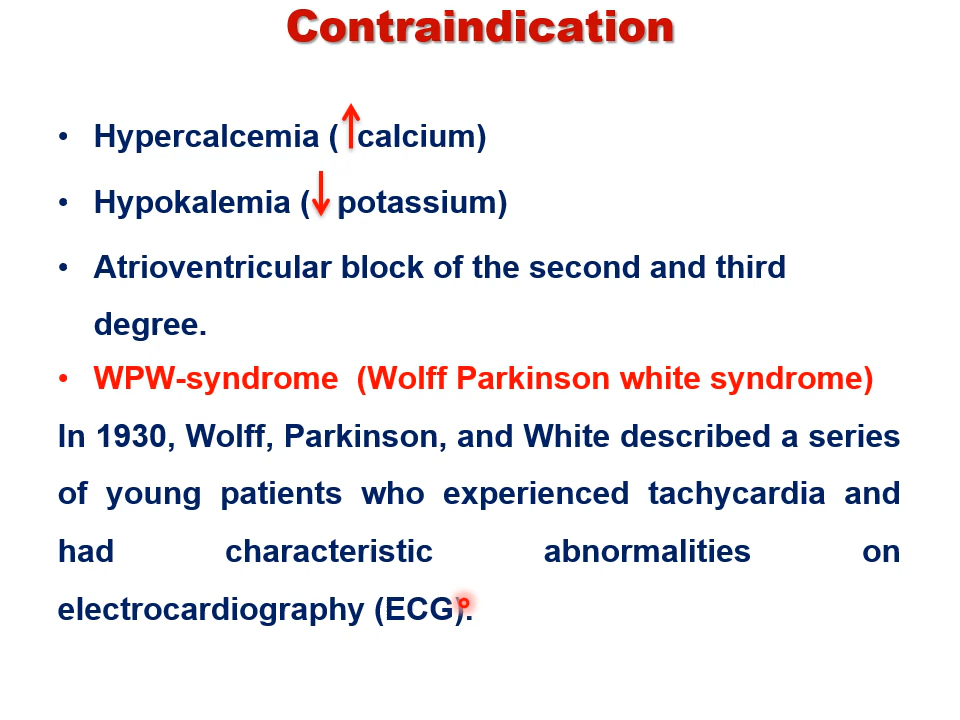 Contraindication
• Hypercalcemia (↑calcium)
• Hypokalemia (↓ potassium)
• Atrioventricular block of the second and third
degree.
• WPW-syndrome (Wolff Parkinson white syndrome)
In 1930, Wolff, Parkinson, and White described a series
of young patients who experienced tachycardia and
had characteristic abnormalities on
electrocardiography (ECG).